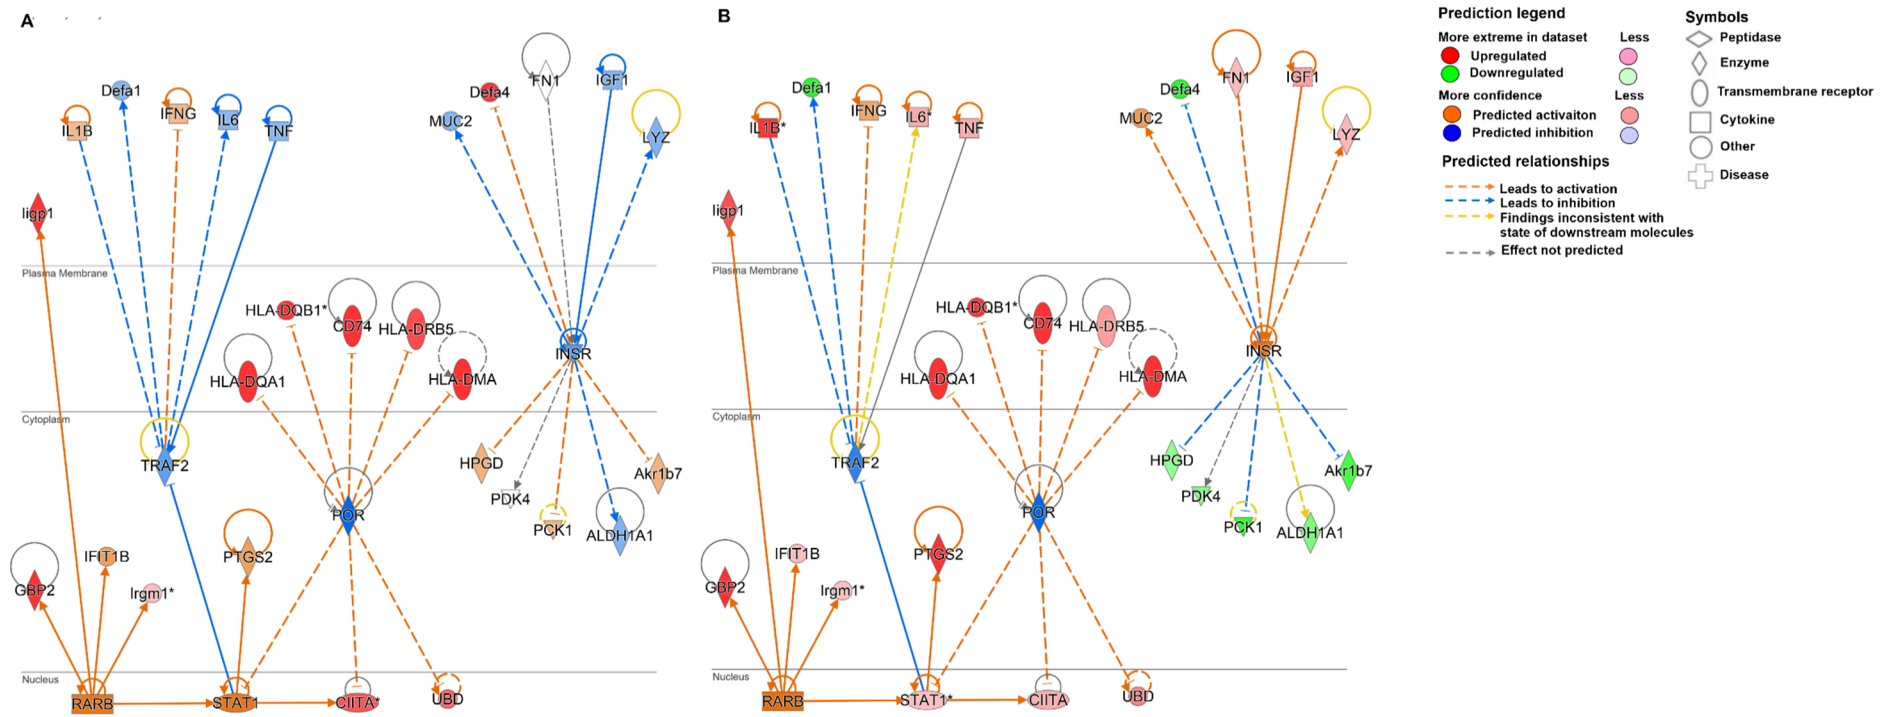 A
FN1
IGF1
Defa1
Defa4
IFNG
IL6
IL1B
TNF
MUC2
LYZ
Iigp1
Plasma Membrane
HLA-DQB1*
CD74
HLA-DRB5
INSR
HLA-DQA1
HLA-DMA
Cytoplasm
TRAF2
HPGD
Akr1b7
PDK4
POR
PCK1
ALDH1A1
IFIT1B
PTGS2
GBP2
Irgm1*
Nucleus
RARB
STAT1
CIITA*
UBD
B
FN1
IGF1
Defa1
Defa4
IFNG
IL6*
IL1B*
TNF
MUC2
LYZ
Iigp1
Plasma Membrane
HLA-DQB1*
CD74
HLA-DRB5
INSR
HLA-DQA1
HLA-DMA
Cytoplasm
TRAF2
HPGD
Akr1b7
PDK4
POR
PCK1
ALDH1A1
IFIT1B
PTGS2
GBP2
Irgm1*
Nucleus
RARB
STAT1*
CIITA
UBD
Prediction legend
More extreme in dataset Less
Upregulated
Downregulated
More confidence Less
Predicted activaiton
Predicted inhibition
Predicted relationships
Leads to activation
Leads to inhibition
Findings inconsistent with
state of downstream molecules
Effect not predicted
Symbols
Peptidase
Enzyme
Transmembrane receptor
Cytokine
Other
Disease